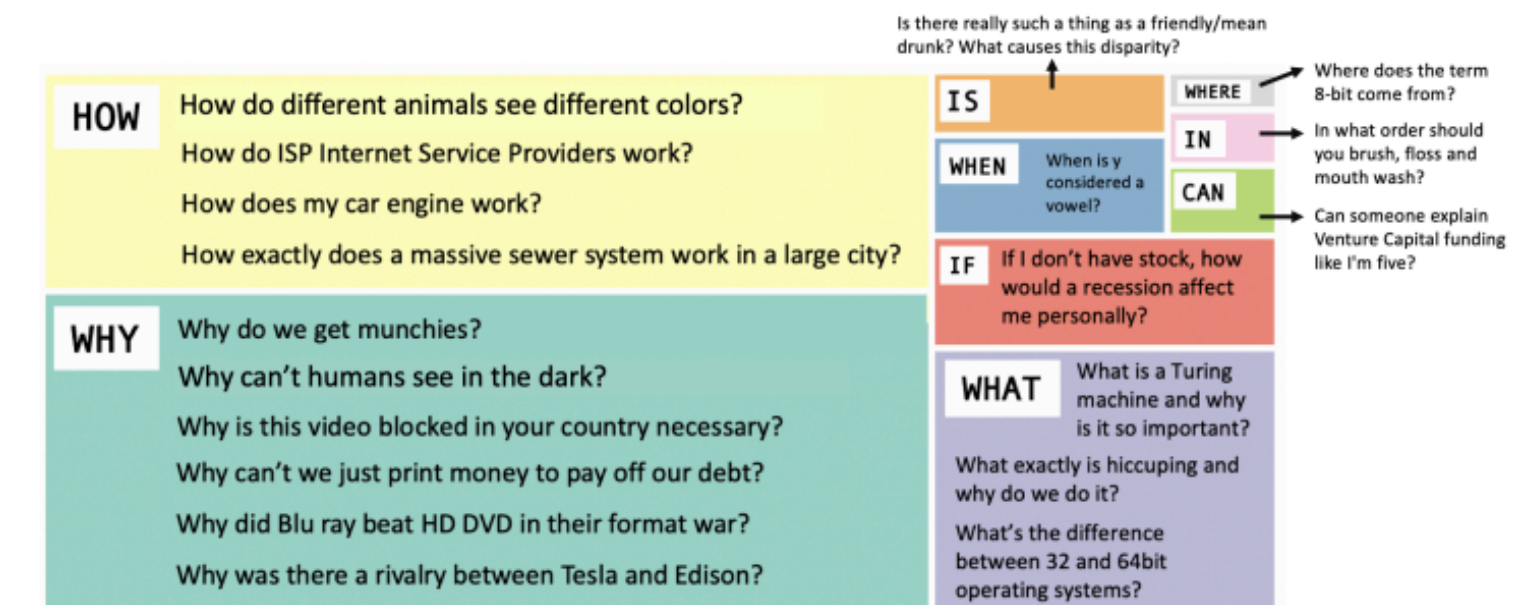 Is there really such a thing as a friendly/mean
drunk? What causes this disparity?
HOW
How do different animals see different colors?
How do ISP Internet Service Providers work?
How does my car engine work?
How exactly does a massive sewer system work in a large city?
WHY
Why do we get munchies?
Why can't humans see in the dark?
Why is this video blocked in your country necessary?
Why can't we just print money to pay off our debt?
Why did Blu ray beat HD DVD in their format war?
Why was there a rivalry between Tesla and Edison?
IS
WHEN
When is y
considered a
vowel?
WHERE
Where does the term
8-bit come from?
IN
In what order should
you brush, floss and
mouth wash?
CAN
Can someone explain
Venture Capital funding
like I'm five?
IF
If I don't have stock, how
would a recession affect
me personally?
WHAT
What is a Turing
machine and why
is it so important?
What exactly is hiccuping and
why do we do it?
What's the difference
between 32 and 64bit
operating systems?